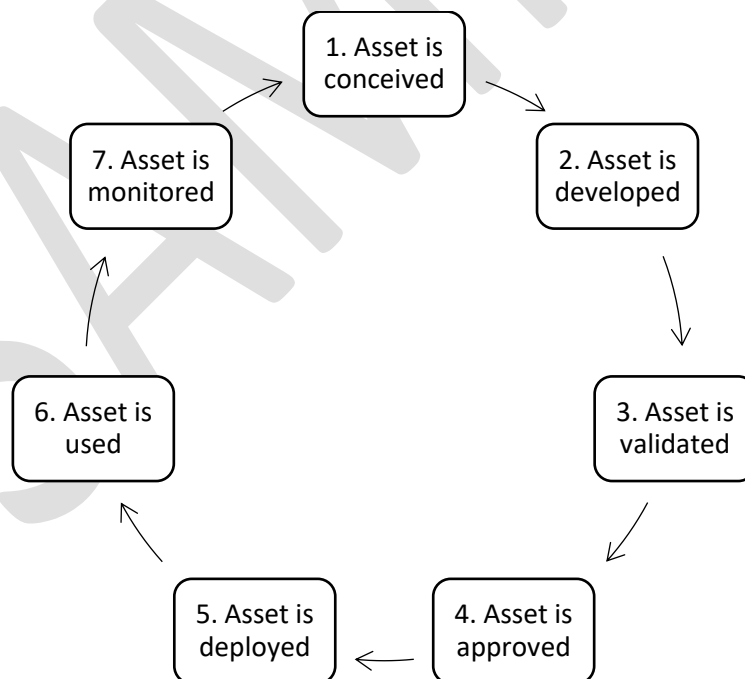 1. Asset is
conceived
2. Asset is
developed
3. Asset is
validated
4. Asset is
approved
5. Asset is
deployed
6. Asset is
used
7. Asset is
monitored